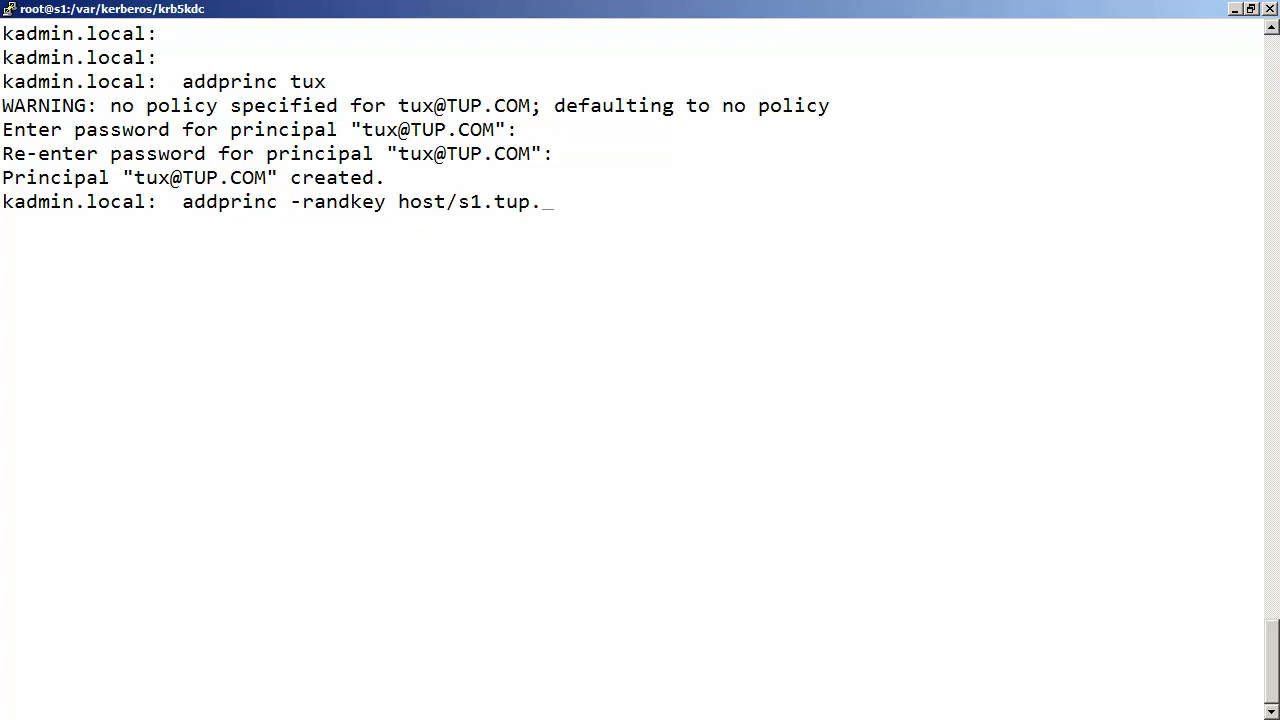 root@s1:/var/kerberos/krb5kdc
kadmin.local:
kadmin.local:
kadmin.local:  addprinc tux
WARNING: no policy specified for tux@TUP.COM; defaulting to no policy
Enter password for principal "tux@TUP.COM":
Re-enter password for principal "tux@TUP.COM":
Principal "tux@TUP.COM" created.
kadmin.local:  addprinc -randkey host/s1.tup._